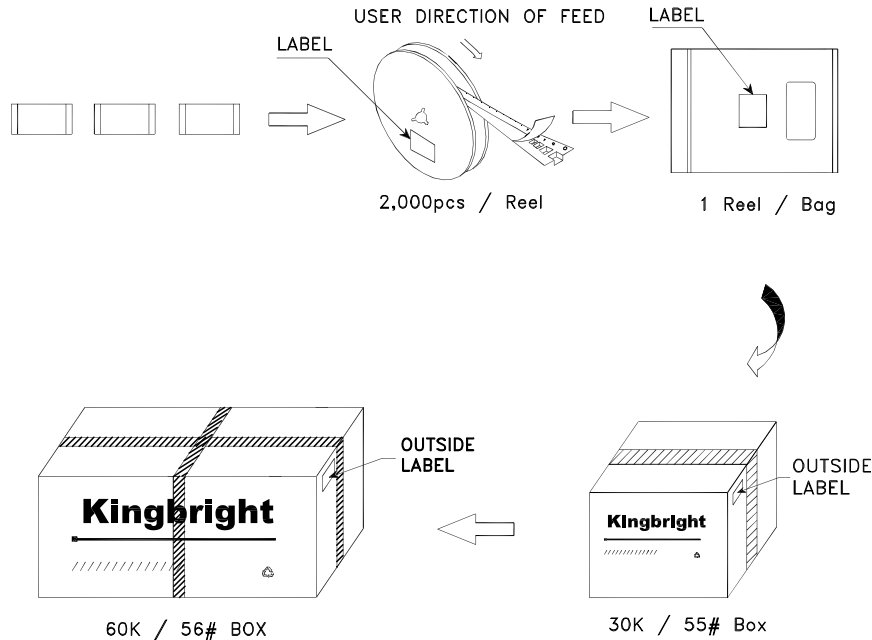 USER DIRECTION OF FEED
LABEL
LABEL
2,000pcs / Reel
1 Reel / Bag
OUTSIDE
LABEL
Kingbright
60K / 56# BOX
OUTSIDE
LABEL
Kingbright
30K / 55# Box